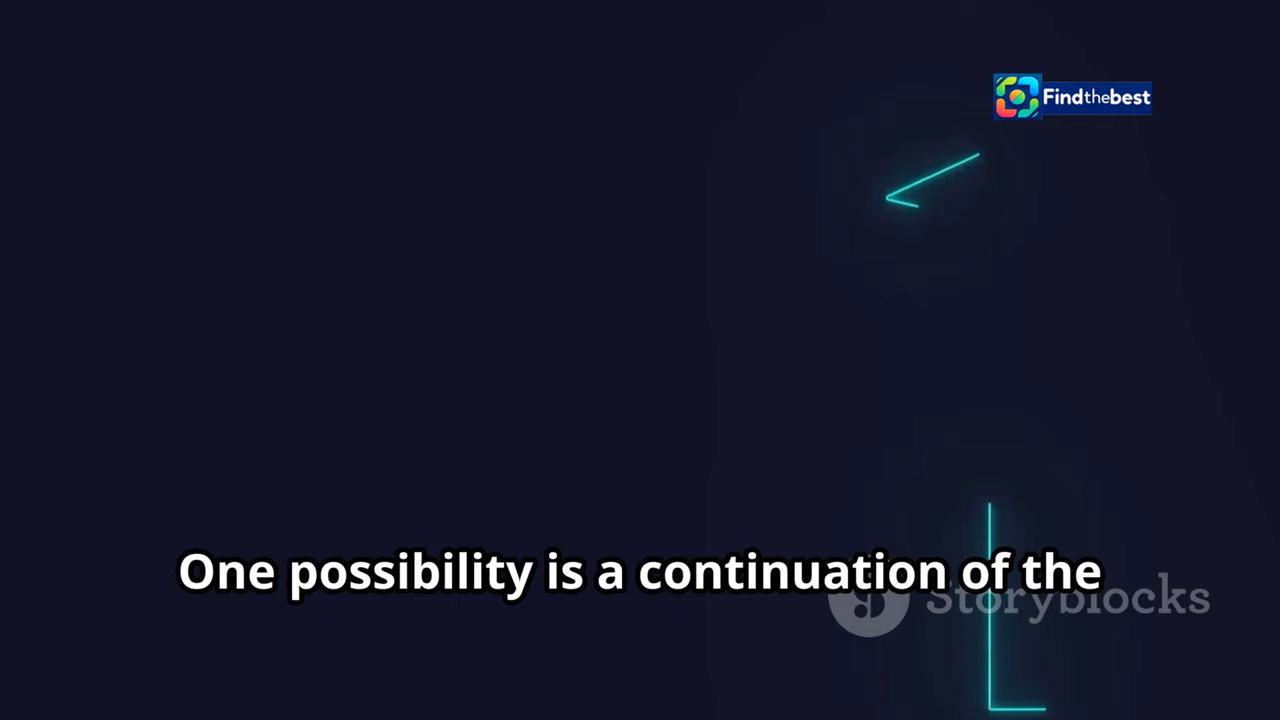 Findthebest
One possibility is a continuation of the
Storyblocks